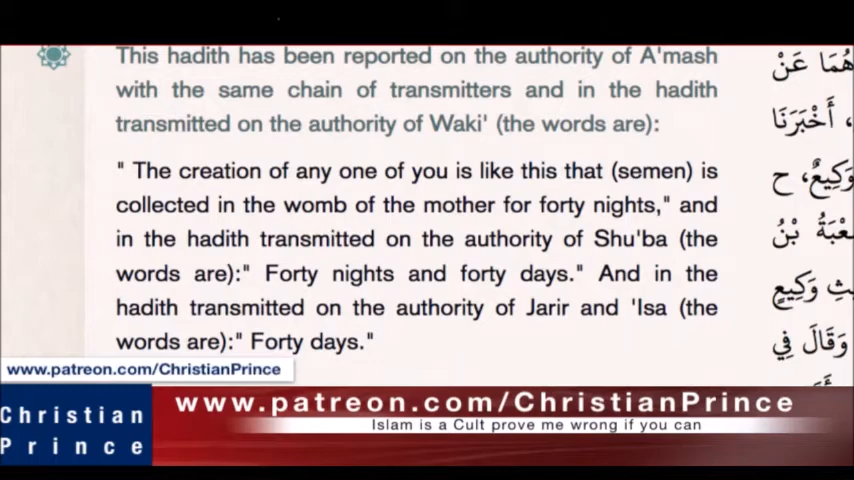 This hadith has been reported on the authority of A'mash
with the same chain of transmitters and in the hadith
transmitted on the authority of Waki' (the words are):
" The creation of any one of you is like this that (semen) is
collected in the womb of the mother for forty nights," and
in the hadith transmitted on the authority of Shu'ba (the
words are):" Forty nights and forty days." And in the
hadith transmitted on the authority of Jarir and 'Isa (the
words are):" Forty days."
هُمَا عَنْ
، أَخْبَرَنَا
وَكِيعٌ، ح
بْنُ
وَكِيعٍ
وَقَالَ فِي
www.patreon.com/ChristianPrince
Christian
Prince
www.patreon.com/ChristianPrince
Islam is a Cult prove me wrong if you can